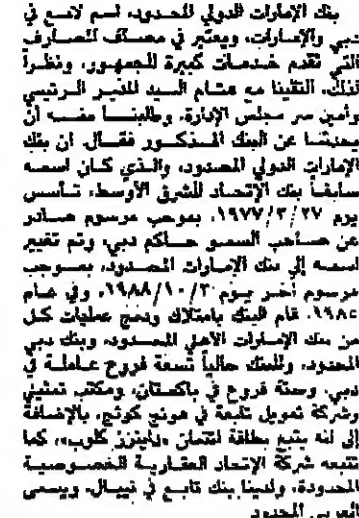 بنك الإمارات الدولي المحدود، اسم لامع في
دبي والإمارات، ويعتبر في مصاف المصارف
التي تقدم خدمات كبيرة للجمهور، ونظراً
لذلك، التقينا مع هشام السيد المدير الرئيسي
وأمين سر مجلس الإدارة، وطلبنا منه أن
يحدثنا عن البنك المذكور فقال، ان بنك
الإمارات الدولي المحدود، والذي كان اسمه
سابقاً بنك الإتحاد للشرق الأوسط، تأسس
يوم ١٩٧٧/٣/٢٧، بموجب مرسوم صادر
عن صاحب السمو حاكم دبي، وتم تغيير
اسمه إلى بنك الإمارات المحدود، بموجب
مرسوم آخر يوم ١٩٨٨/١٠/٣، وفي عام
١٩٨٤، قام البنك بامتلاك ودمج عمليات كل
من بنك الإمارات الأهلي المحدود، وبنك دبي
المحدود، وللبنك حالياً تسعة فروع عاملة في
دبي، وستة فروع في باكستان، ومكتب تمثيلي
وشركة تمويل تابعة في هونج كونج، بالإضافة
إلى انه يتبع بطاقة ائتمان «داينرز كلوب»، كما
تتبعه شركة الإتحاد العقارية الخصوصية
المحدودة، ولدينا بنك تابع في نيبال، ويسمى
العربي المحدود